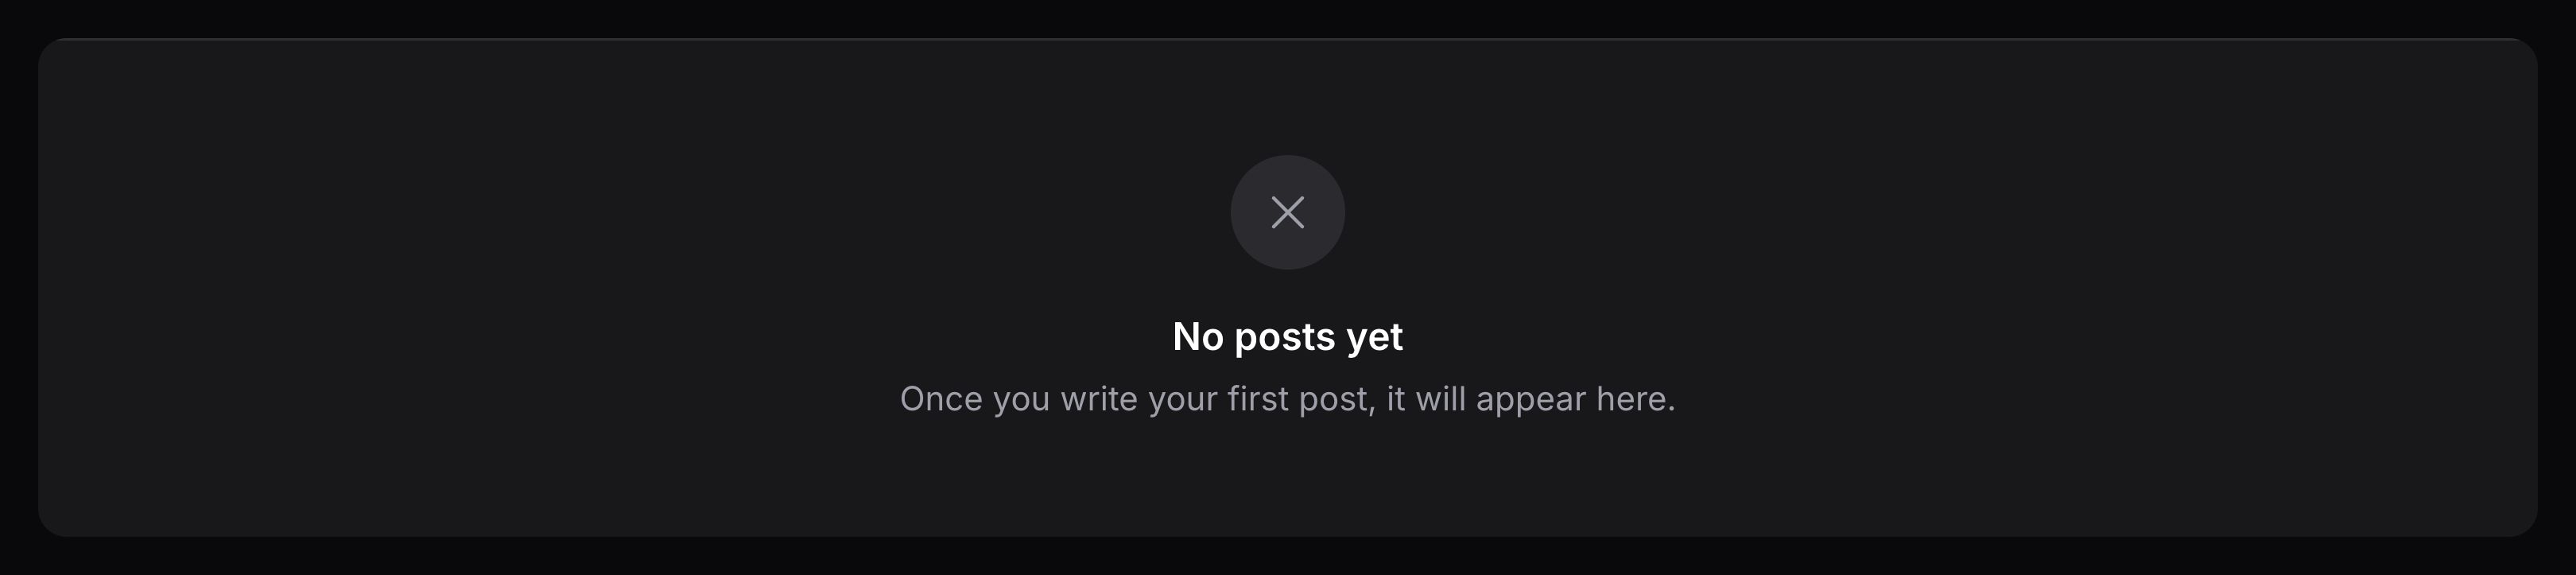 No posts yet
Once you write your first post, it will appear here.